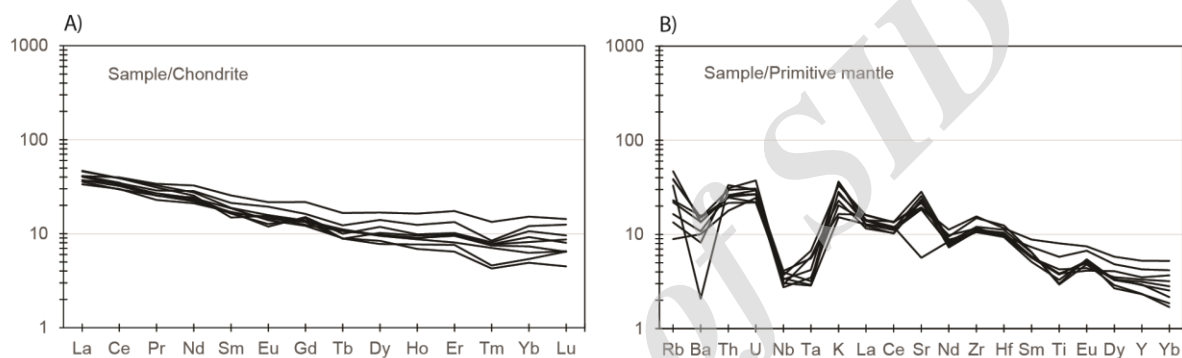 A)
Sample/Chondrite
1000
100
10
1
La Ce Pr Nd Sm Eu Gd Tb Dy Ho Er Tm Yb Lu
B)
Sample/Primitive mantle
1000
100
10
1
Rb Ba Th U Nb Ta K La Ce Sr Nd Zr Hf Sm Ti Eu Dy Y Yb
of SID